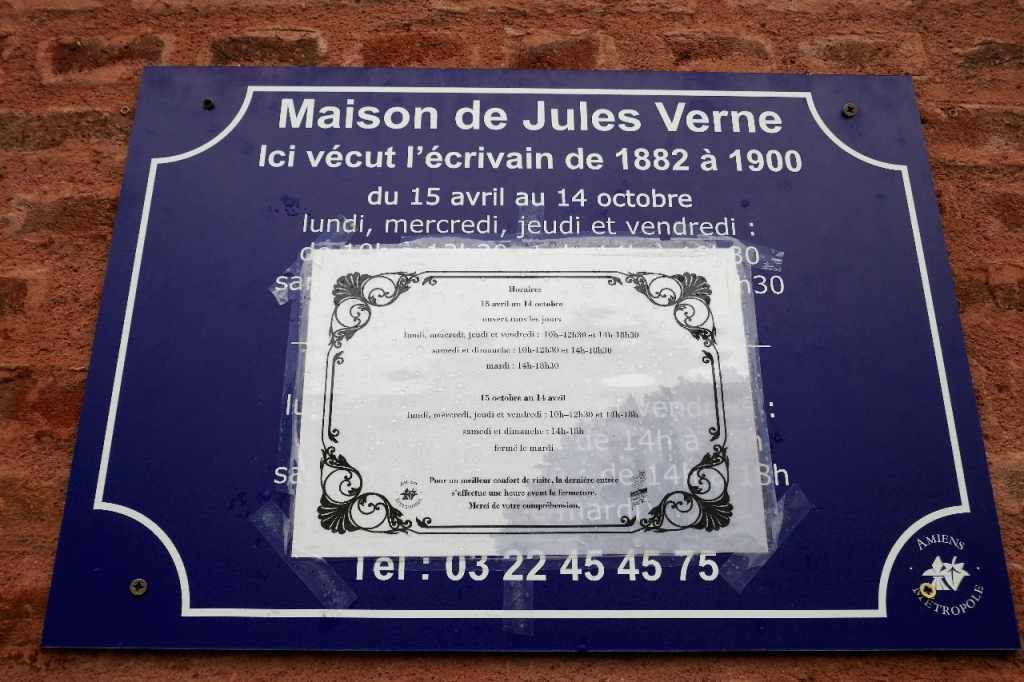 Maison de Jules Verne
Ici vécut l'écrivain de 1882 à 1900
du 15 avril au 14 octobre
lundi, mercredi, jeudi et vendredi :
Horaires
15 avril au 14 octobre
ouvert tous les jours
lundi, mercredi, jeudi et vendredi : 10h-12h30 et 14h-18h30
samedi et dimanche : 10h-12h30 et 14h-18h30
mardi : 14h-18h30
15 octobre au 14 avril
lundi, mercredi, jeudi et vendredi : 10h-12h30 et 14h-18h
samedi et dimanche : 14h-18h
fermé le mardi
Pour un meilleur confort de visite, la dernière entrée
s'effectue une heure avant la fermeture.
Merci de votre compréhension.
Tel : 03 22 45 45 75
AMIENS
MÉTROPOLE